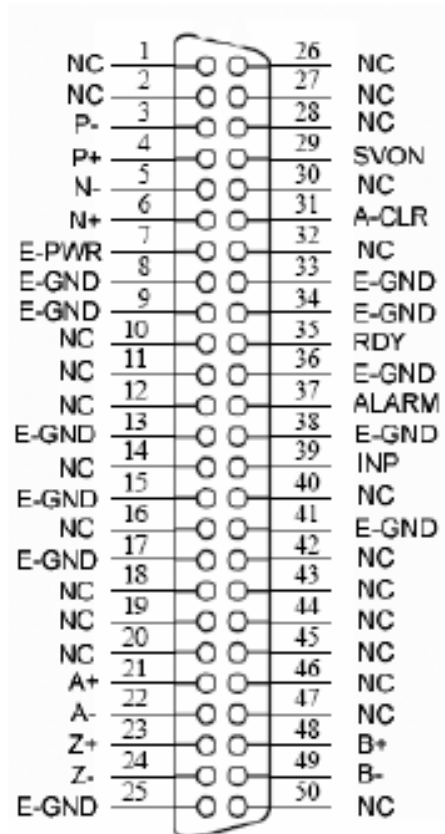 NC 1 26 NC
NC 2 27 NC
P- 3 28 NC
P+ 4 29 SVON
N- 5 30 NC
N+ 6 31 A-CLR
E-PWR 7 32 NC
E-GND 8 33 E-GND
E-GND 9 34 E-GND
NC 10 35 RDY
NC 11 36 E-GND
NC 12 37 ALARM
E-GND 13 38 E-GND
NC 14 39 INP
E-GND 15 40 NC
NC 16 41 E-GND
E-GND 17 42 NC
NC 18 43 NC
NC 19 44 NC
NC 20 45 NC
A+ 21 46 NC
A- 22 47 NC
Z+ 23 48 B+
Z- 24 49 B-
E-GND 25 50 NC